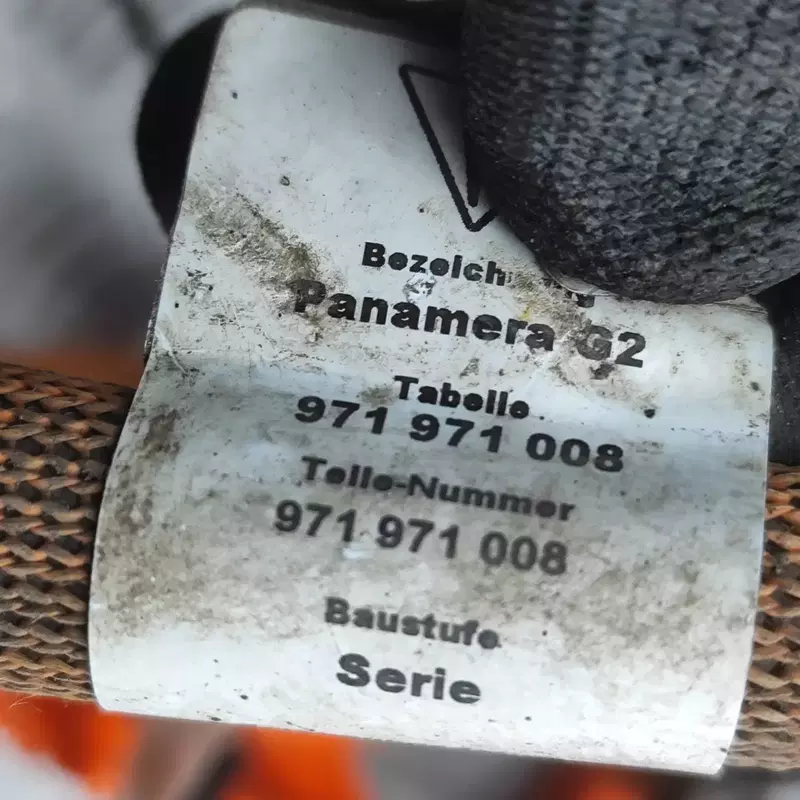 Panamera G2
Tabelle
971 971 008
Teile-Nummer
971 971 008
Baustufe
Serie